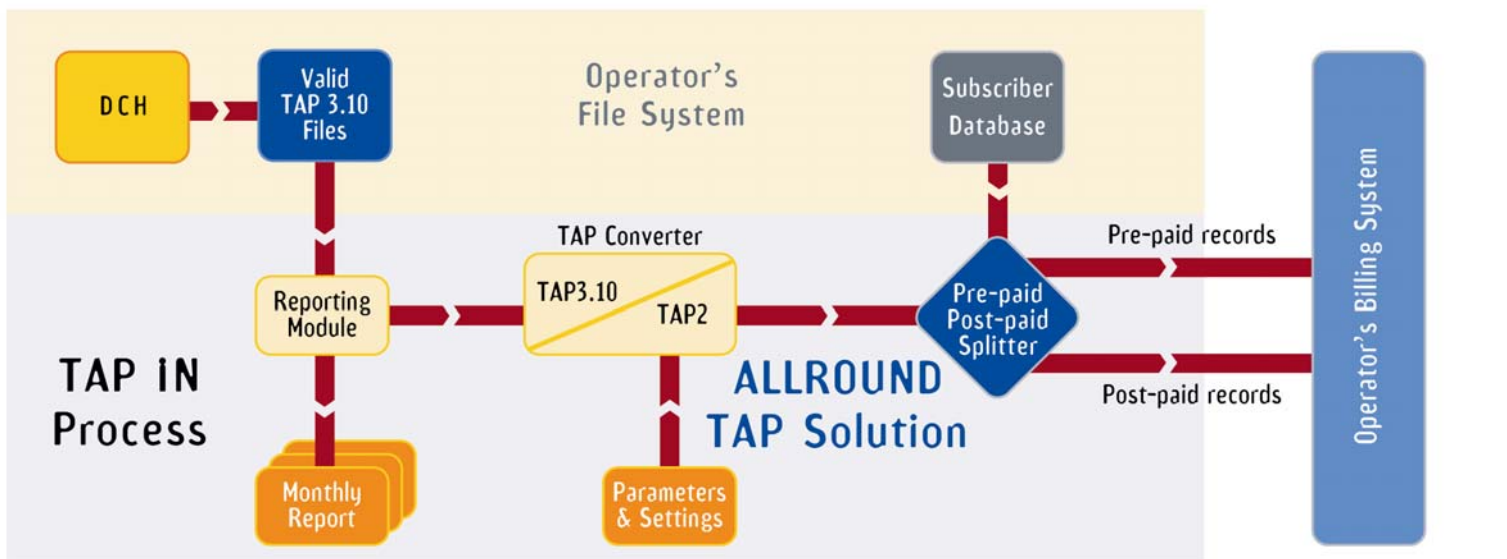 DCH
Valid
TAP 3.10
Files
Operator's
File System
Subscriber
Database
TAP Converter
Pre-paid records
Reporting
Module
TAP3.10
TAP2
Pre-paid
Post-paid
Splitter
Operator's Billing System
TAP iN
Process
ALLROUND
TAP Solution
Post-paid records
Monthly
Report
Parameters
& Settings